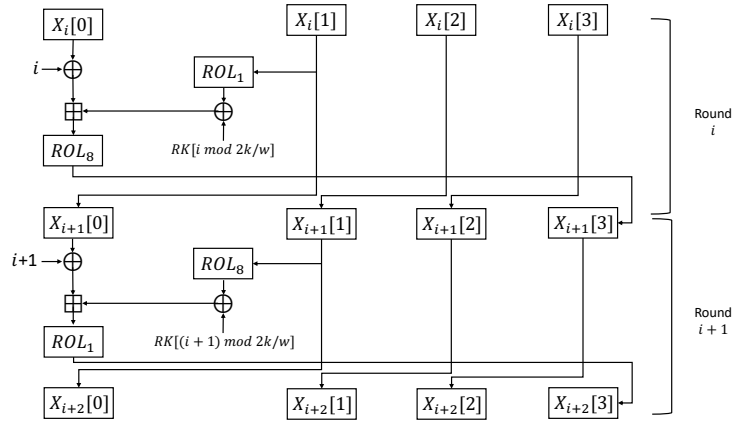 X_i[0] X_i[1] X_i[2] X_i[3]
i
ROL_1
RK[i mod 2k/w]
ROL_8
Round
i
X_{i+1}[0] X_{i+1}[1] X_{i+1}[2] X_{i+1}[3]
i+1
ROL_8
RK[(i + 1) mod 2k/w]
ROL_1
Round
i + 1
X_{i+2}[0] X_{i+2}[1] X_{i+2}[2] X_{i+2}[3]